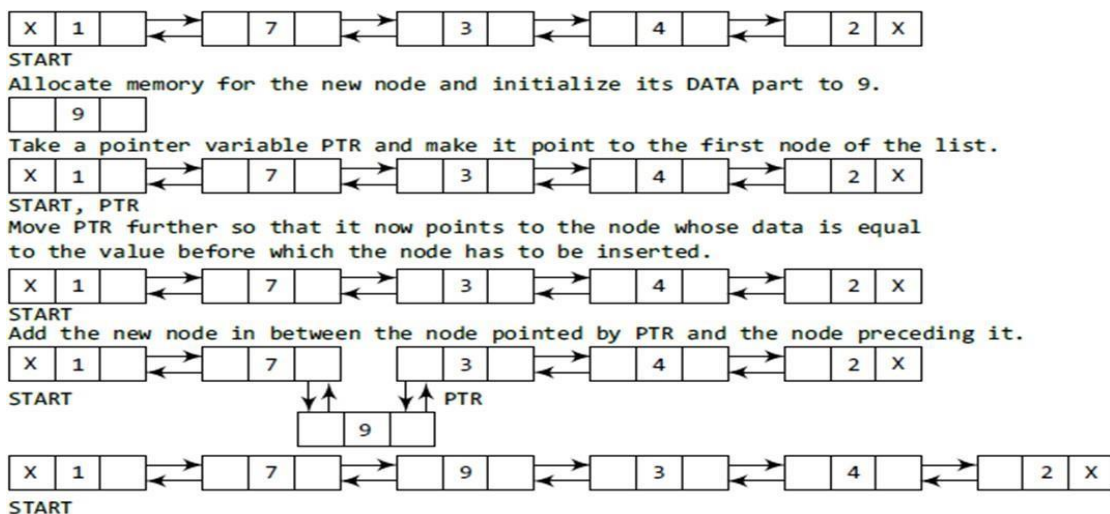 X 1 7 3 4 2 X
START
Allocate memory for the new node and initialize its DATA part to 9.
9
Take a pointer variable PTR and make it point to the first node of the list.
X 1 7 3 4 2 X
START, PTR
Move PTR further so that it now points to the node whose data is equal
to the value before which the node has to be inserted.
X 1 7 3 4 2 X
START
Add the new node in between the node pointed by PTR and the node preceding it.
X 1 7 3 4 2 X
START PTR
9
X 1 7 9 3 4 2 X
START